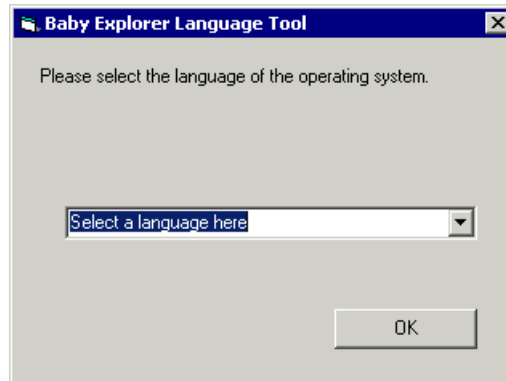 Baby Explorer Language Tool
Please select the language of the operating system.
Select a language here
OK